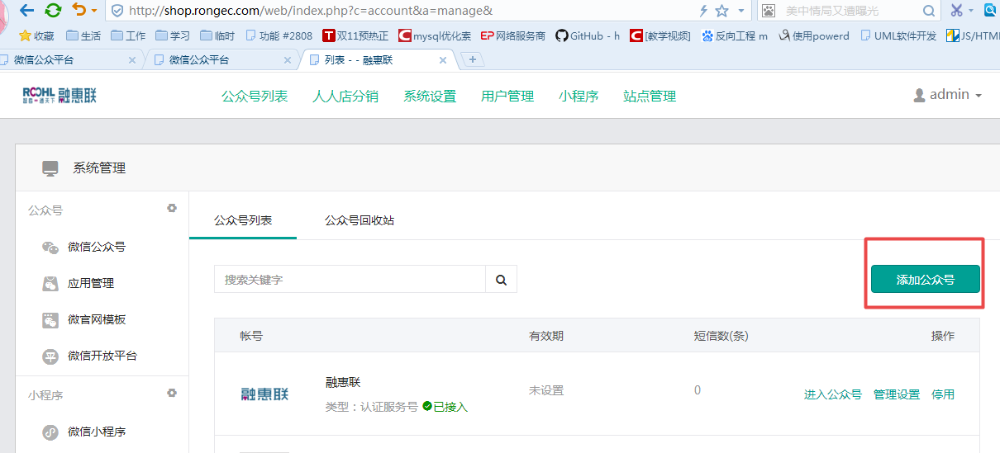 http://shop.rongec.com/web/index.php?c=account&a=manage&
美中情局又遭曝光
收藏 生活 工作 学习 临时 功能 #2808 双11预热正 mysql优化素 EP 网络服务商 GitHub - h [教学视频] 反向工程 m 使用powerd UML软件开发 JS/HTM
微信公众平台 微信公众平台 列表 - - 融惠联
融惠联 公众号列表 人人店分销 系统设置 用户管理 小程序 站点管理 admin
系统管理
公众号
公众号列表 公众号回收站
微信公众号
搜索关键字 添加公众号
应用管理
微官网模板
帐号 有效期 短信数(条) 操作
微信开放平台
融惠联
未设置 0 进入公众号 管理设置 停用
融惠联
类型：认证服务号 已接入
小程序
微信小程序